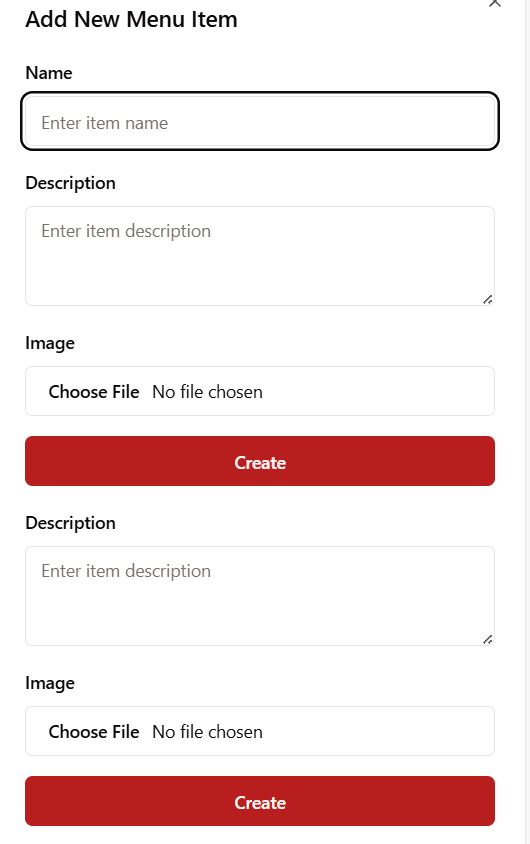 Add New Menu Item
Name
Enter item name
Description
Enter item description
Image
Choose File No file chosen
Create
Description
Enter item description
Image
Choose File No file chosen
Create